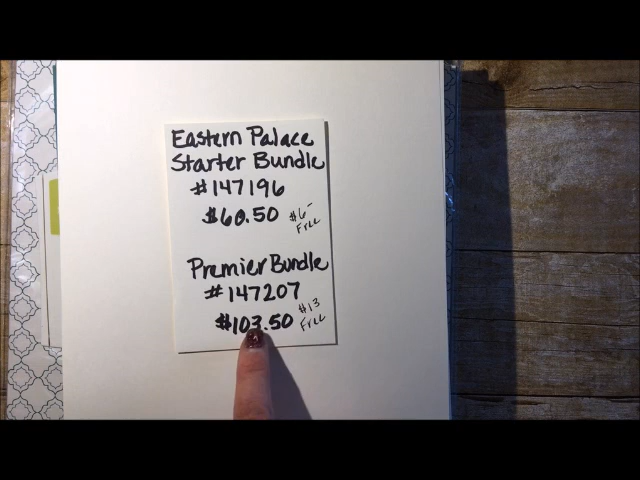 Eastern Palace
Starter Bundle
#147196
$60.50
$6-
Free
Premier Bundle
#147207
$103.50
$13
Free